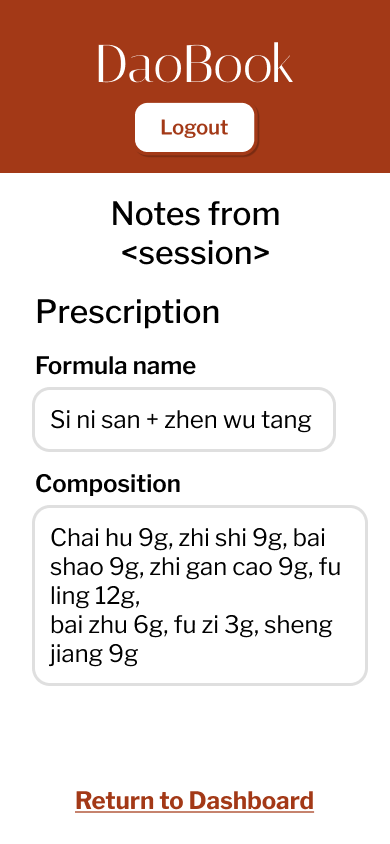 DaoBook
Logout
Notes from
<session>
Prescription
Formula name
Si ni san + zhen wu tang
Composition
Chai hu 9g, zhi shi 9g, bai
shao 9g, zhi gan cao 9g, fu
ling 12g,
bai zhu 6g, fu zi 3g, sheng
jiang 9g
Return to Dashboard